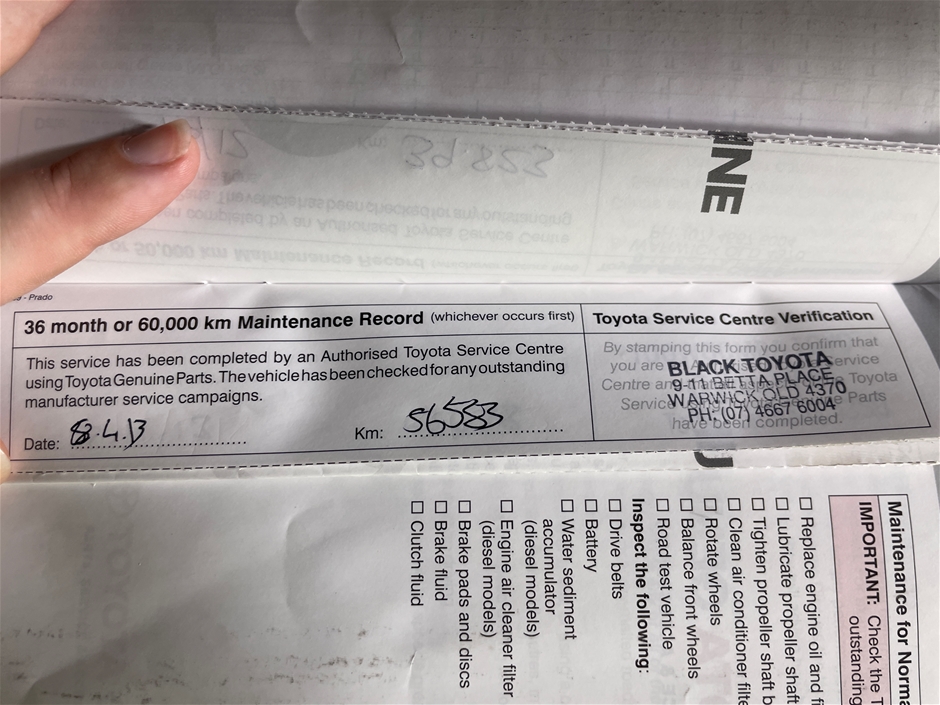 39,823
NE
- Prado
36 month or 60,000 km Maintenance Record (whichever occurs first)
This service has been completed by an Authorised Toyota Service Centre
using Toyota Genuine Parts. The vehicle has been checked for any outstanding
manufacturer service campaigns.
Date: 8.4.13
Km: 56583
Toyota Service Centre Verification
By stamping this form you confirm that
you are Service
Centre Toyota
Service Parts
have been completed.
BLACK TOYOTA
9-11 BETTA PLACE
WARWICK QLD 4370
PH: (07) 4667 6004
Maintenance for Norma
IMPORTANT: Check the T
outstanding
☐ Replace engine oil and fi
☐ Lubricate propeller shaft
☐ Tighten propeller shaft b
☐ Clean air conditioner filte
☐ Rotate wheels
☐ Balance front wheels
☐ Road test vehicle
Inspect the following:
☐ Drive belts
☐ Battery
☐ Water sediment
accumulator
(diesel models)
☐ Engine air cleaner filter
(diesel models)
☐ Brake pads and discs
☐ Brake fluid
☐ Clutch fluid